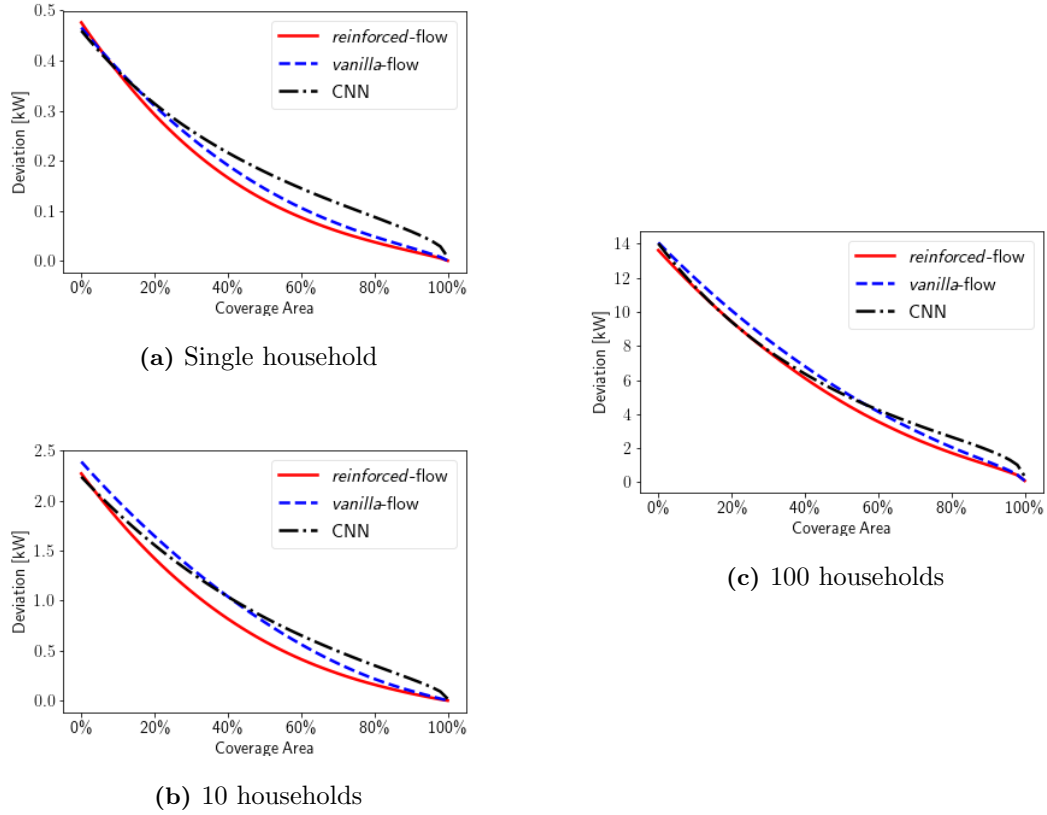 0.5
0.4
0.3
0.2
0.1
0.0
Deviation [kW]
reinforced-flow
vanilla-flow
CNN
0% 20% 40% 60% 80% 100%
Coverage Area
(a) Single household
2.5
2.0
1.5
1.0
0.5
0.0
Deviation [kW]
reinforced-flow
vanilla-flow
CNN
0% 20% 40% 60% 80% 100%
Coverage Area
(b) 10 households
14
12
10
8
6
4
2
0
Deviation [kW]
reinforced-flow
vanilla-flow
CNN
0% 20% 40% 60% 80% 100%
Coverage Area
(c) 100 households